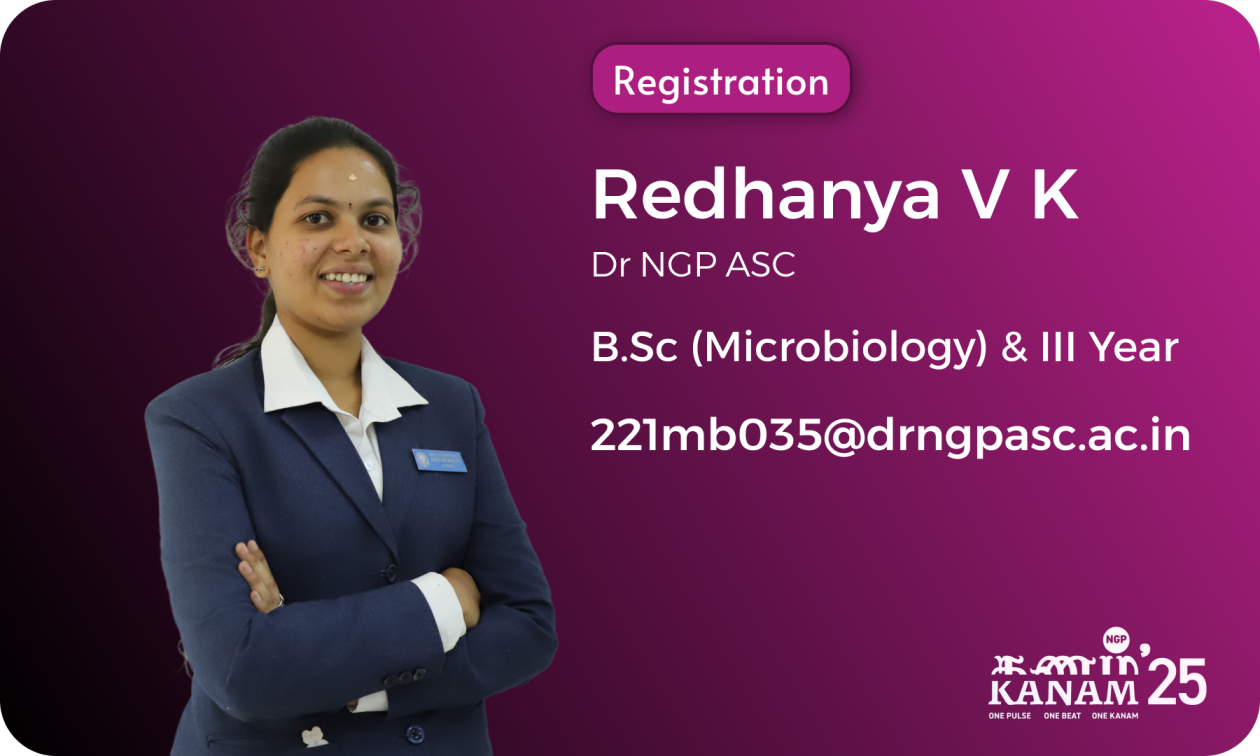 Registration
Redhanya V K
Dr NGP ASC
B.Sc (Microbiology) & III Year
221mb035@drngpasc.ac.in
NGP
KANAM '25
ONE PULSE ONE BEAT ONE KANAM